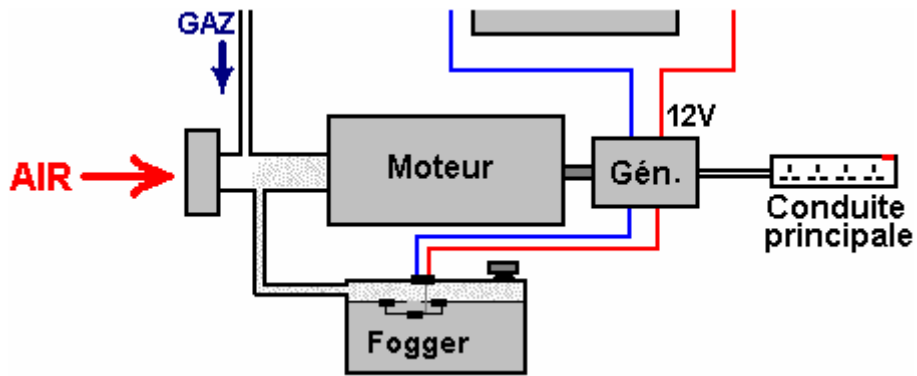 GAZ
12V
AIR
Moteur
Gén.
Conduite
principale
Fogger